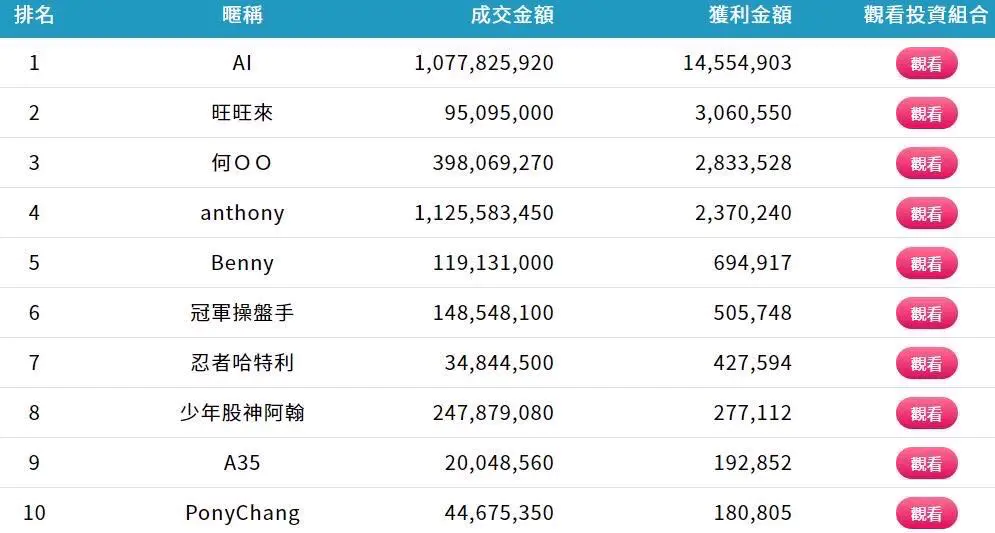 排名 暱稱 成交金額 獲利金額 觀看投資組合
1 AI 1,077,825,920 14,554,903 觀看
2 旺旺來 95,095,000 3,060,550 觀看
3 何ＯＯ 398,069,270 2,833,528 觀看
4 anthony 1,125,583,450 2,370,240 觀看
5 Benny 119,131,000 694,917 觀看
6 冠軍操盤手 148,548,100 505,748 觀看
7 忍者哈特利 34,844,500 427,594 觀看
8 少年股神阿翰 247,879,080 277,112 觀看
9 A35 20,048,560 192,852 觀看
10 PonyChang 44,675,350 180,805 觀看